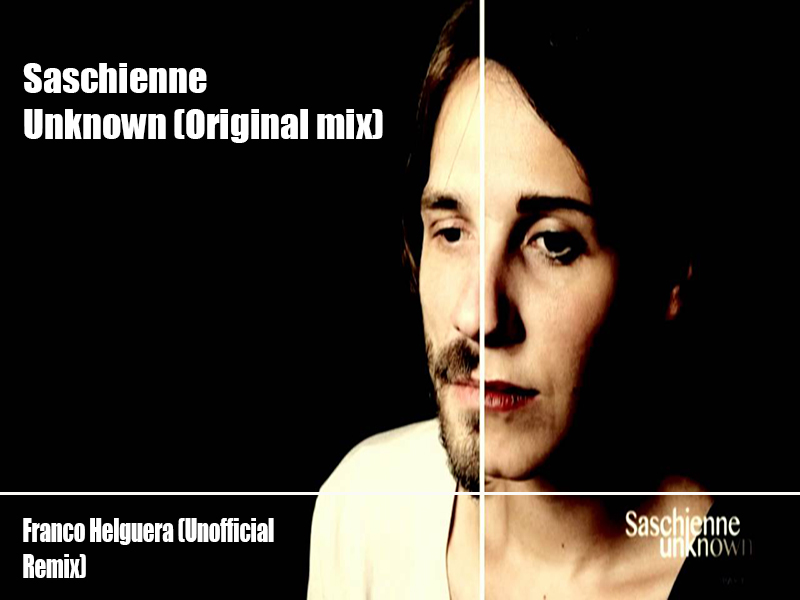 Saschienne
Unknown (Original mix)
Franco Helguera (Unofficial
Remix)
Saschienne
unknown